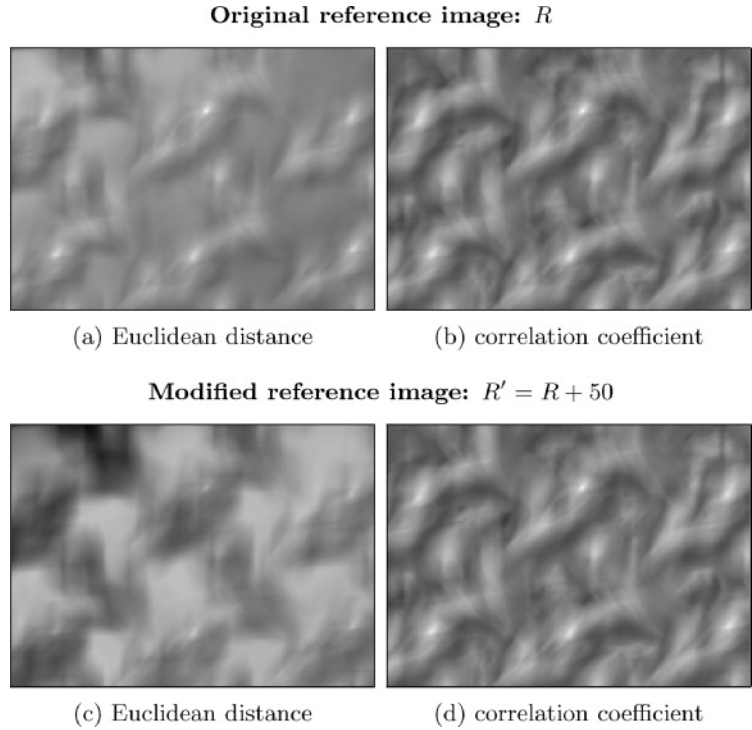 Original reference image: R
(a) Euclidean distance
(b) correlation coefficient
Modified reference image: R′ = R + 50
(c) Euclidean distance
(d) correlation coefficient